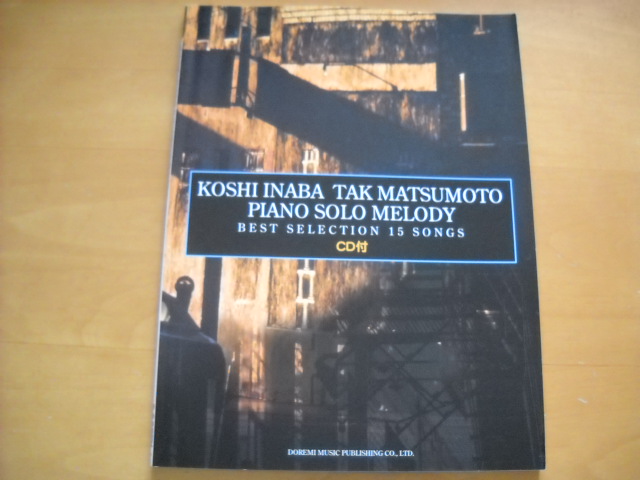 KOSHI INABA TAK MATSUMOTO
PIANO SOLO MELODY
BEST SELECTION 15 SONGS
CD付
DOREMI MUSIC PUBLISHING CO., LTD.